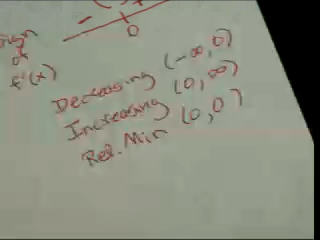 - 0
sign
of
f'(x)
Decreasing (-∞, 0)
Increasing (0, ∞)
Rel. Min (0, 0)